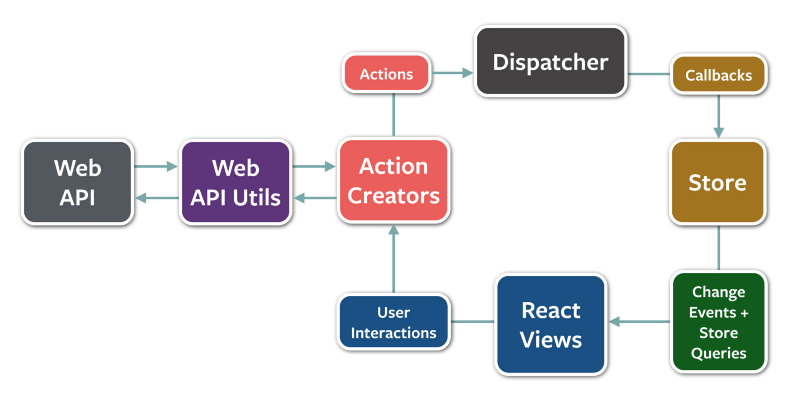 Dispatcher
Actions
Callbacks
Web
API
Web
API Utils
Action
Creators
Store
User
Interactions
React
Views
Change
Events +
Store
Queries